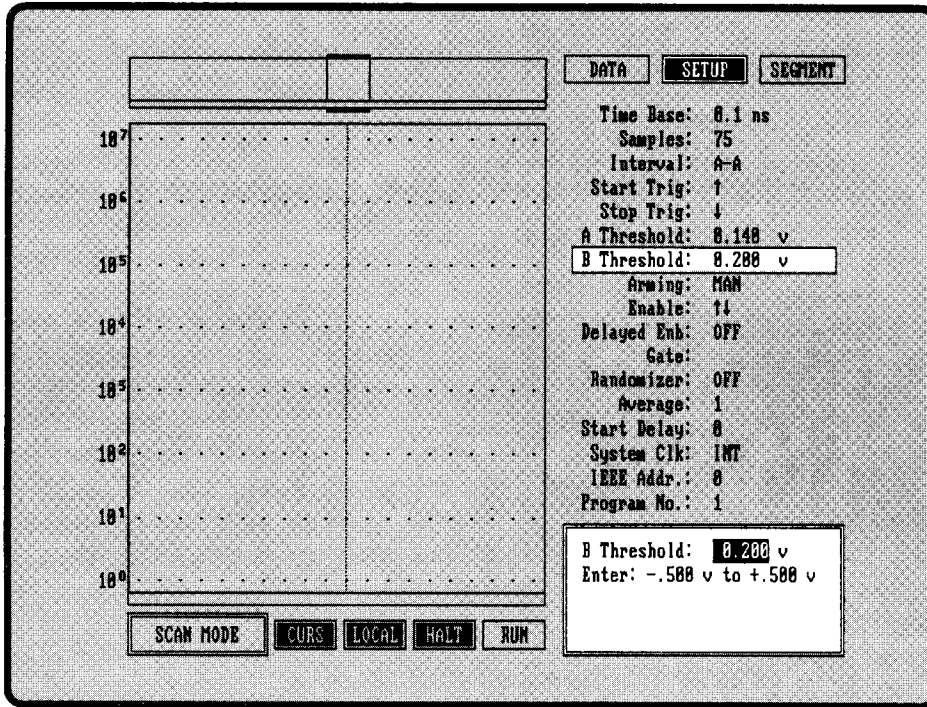 DATA SETUP SEGMENT
Time Base: 0.1 ns
Samples: 75
Interval: A-A
Start Trig: ↑
Stop Trig: ↓
A Threshold: 0.140 v
B Threshold: 0.200 v
Arming: MAN
Enable: ↑↓
Delayed Enb: OFF
Gate:
Randomizer: OFF
Average: 1
Start Delay: 0
System Clk: INT
IEEE Addr.: 0
Program No.: 1
10⁷
10⁶
10⁵
10⁴
10³
10²
10¹
10⁰
B Threshold: 0.200 v
Enter: -.500 v to +.500 v
SCAN MODE CURS LOCAL HALT RUN